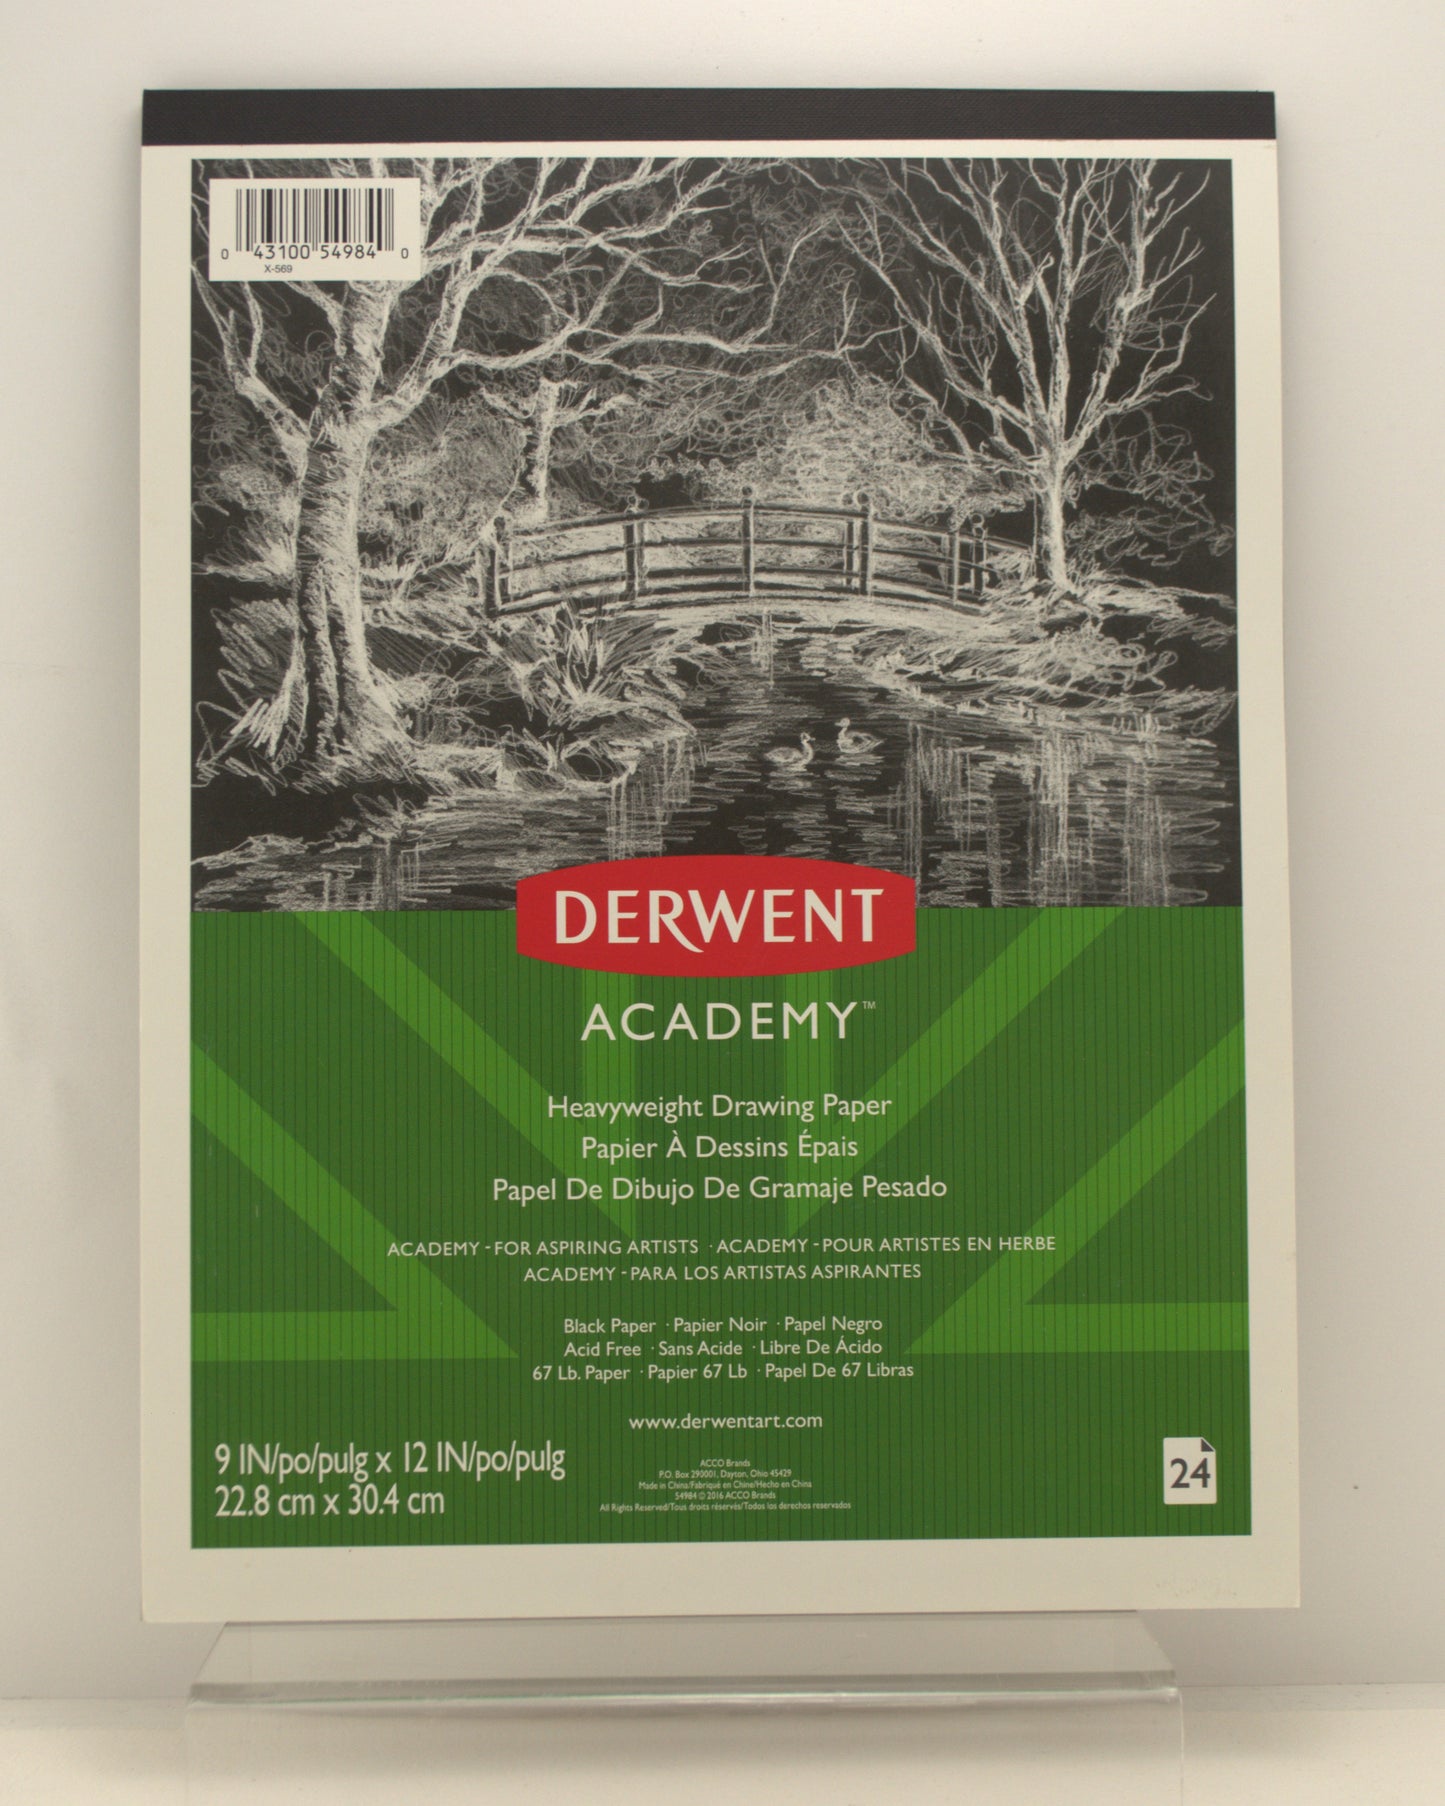 0 43100 54984 0
X-569
DERWENT
ACADEMY™
Heavyweight Drawing Paper
Papier À Dessins Épais
Papel De Dibujo De Gramaje Pesado
ACADEMY - FOR ASPIRING ARTISTS · ACADEMY - POUR ARTISTES EN HERBE
ACADEMY - PARA LOS ARTISTAS ASPIRANTES
Black Paper · Papier Noir · Papel Negro
Acid Free · Sans Acide · Libre De Ácido
67 Lb. Paper · Papier 67 Lb · Papel De 67 Libras
www.derwentart.com
9 IN/po/pulg x 12 IN/po/pulg
22.8 cm x 30.4 cm
ACCO Brands
P.O. Box 290001, Dayton, Ohio 45429
Made in China/Fabriqué en Chine/Hecho en China
54984 © 2016 ACCO Brands
All Rights Reserved/Tous droits réservés/Todos los derechos reservados
24